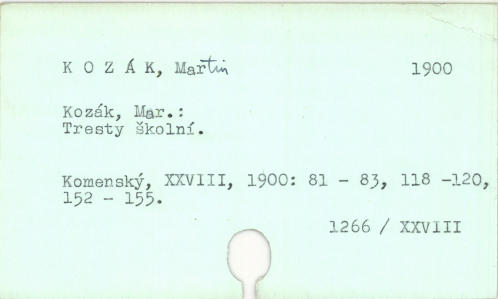 K O Z Á K, Martin 1900
Kozák, Mar.:
Tresty školní.
Komenský, XXVIII, 1900: 81 - 83, 118 -120,
152 - 155.
1266 / XXVIII